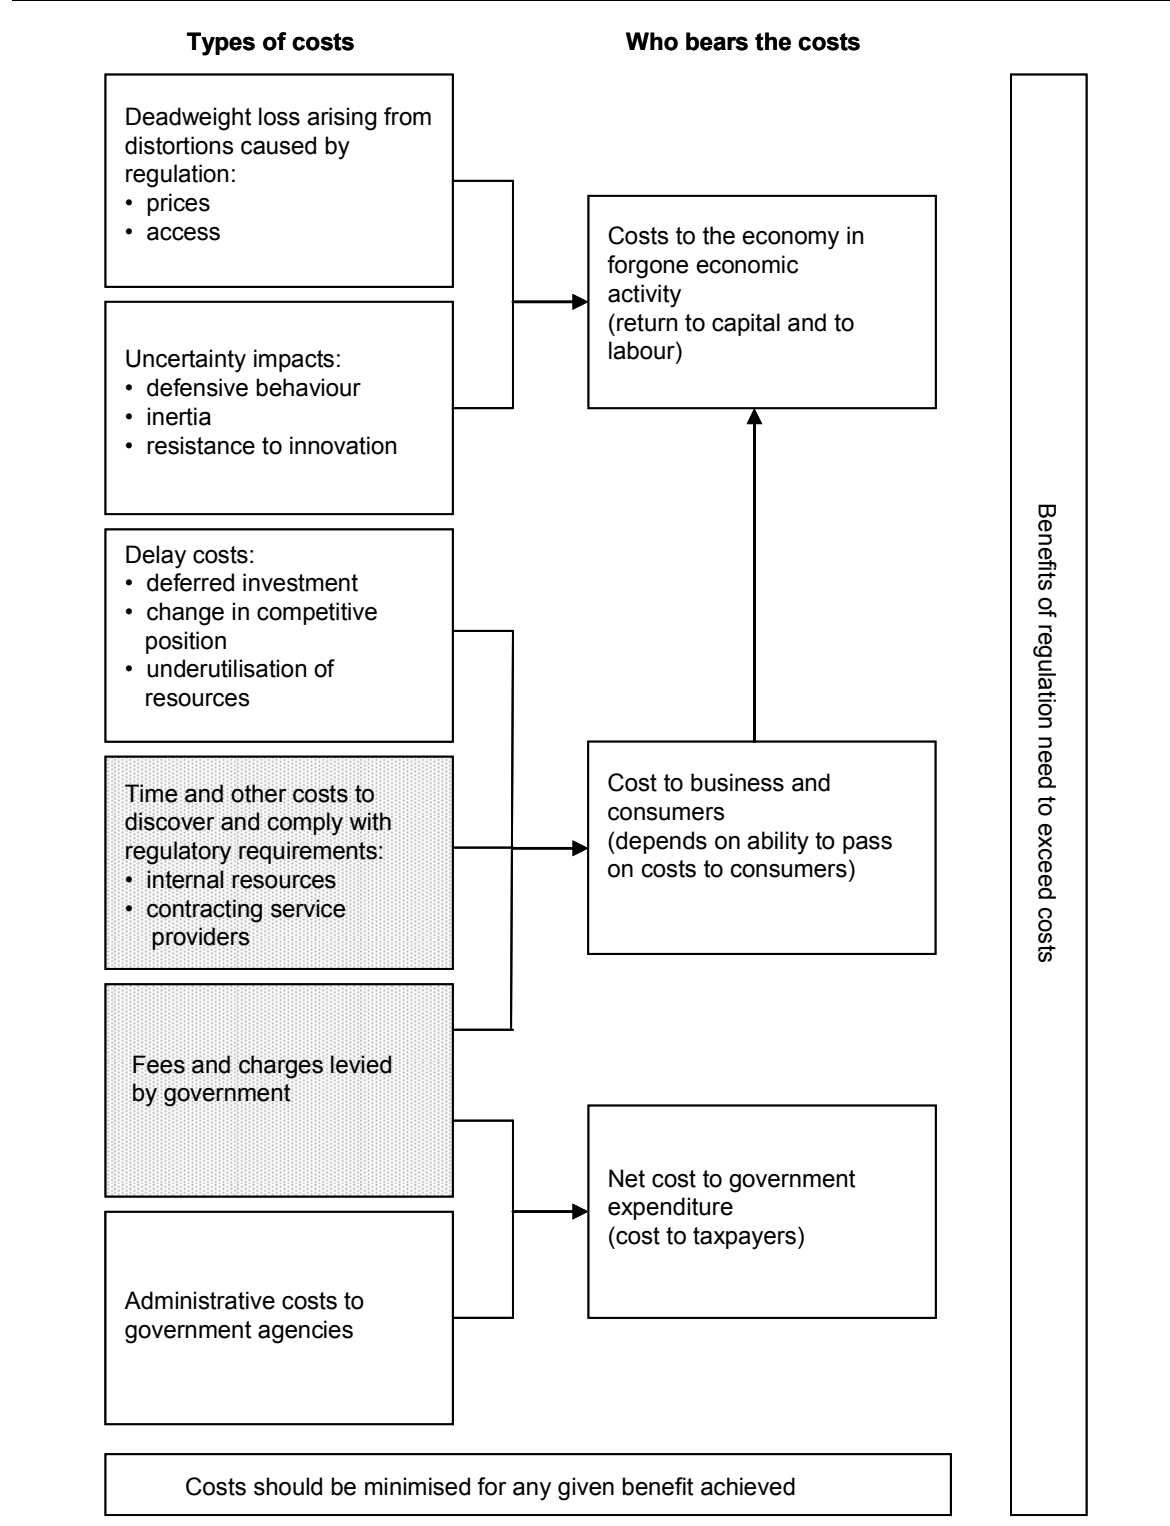 Types of costs
Who bears the costs
Deadweight loss arising from
distortions caused by
regulation:
• prices
• access
Uncertainty impacts:
• defensive behaviour
• inertia
• resistance to innovation
Delay costs:
• deferred investment
• change in competitive
position
• underutilisation of
resources
Time and other costs to
discover and comply with
regulatory requirements:
• internal resources
• contracting service
providers
Fees and charges levied
by government
Administrative costs to
government agencies
Costs to the economy in
forgone economic
activity
(return to capital and to
labour)
Cost to business and
consumers
(depends on ability to pass
on costs to consumers)
Net cost to government
expenditure
(cost to taxpayers)
Benefits of regulation need to exceed costs
Costs should be minimised for any given benefit achieved